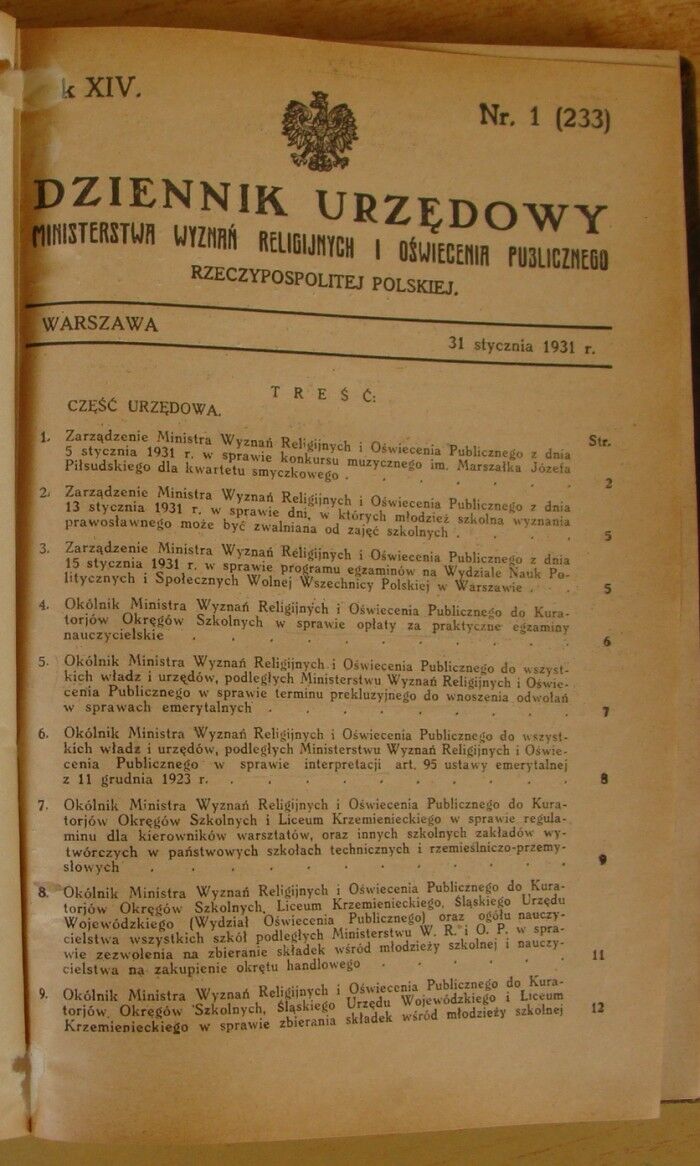 k XIV.
Nr. 1 (233)
DZIENNIK URZĘDOWY
MINISTERSTWA WYZNAŃ RELIGIJNYCH I OŚWIECENIA PUBLICZNEGO
RZECZYPOSPOLITEJ POLSKIEJ.
WARSZAWA
31 stycznia 1931 r.
TREŚĆ:
CZĘŚĆ URZĘDOWA.
Str.
1. Zarządzenie Ministra Wyznań Religijnych i Oświecenia Publicznego z dnia
5 stycznia 1931 r. w sprawie konkursu muzycznego im. Marszałka Józefa
Piłsudskiego dla kwartetu smyczkowego . . . . . . 2
2. Zarządzenie Ministra Wyznań Religijnych i Oświecenia Publicznego z dnia
13 stycznia 1931 r. w sprawie dni, w których młodzież szkolna wyznania
prawosławnego może być zwalniana od zajęć szkolnych . . . . 5
3. Zarządzenie Ministra Wyznań Religijnych i Oświecenia Publicznego z dnia
15 stycznia 1931 r. w sprawie programu egzaminów na Wydziale Nauk Po-
litycznych i Społecznych Wolnej Wszechnicy Polskiej w Warszawie . . 5
4. Okólnik Ministra Wyznań Religijnych i Oświecenia Publicznego do Kura-
torjów Okręgów Szkolnych w sprawie opłaty za praktyczne egzaminy
nauczycielskie . . . . . . . . . . 6
5. Okólnik Ministra Wyznań Religijnych i Oświecenia Publicznego do wszyst-
kich władz i urzędów, podległych Ministerstwu Wyznań Religijnych i Oświe-
cenia Publicznego w sprawie terminu prekluzyjnego do wnoszenia odwołań
w sprawach emerytalnych . . . . . . . . 7
6. Okólnik Ministra Wyznań Religijnych i Oświecenia Publicznego do wszyst-
kich władz i urzędów, podległych Ministerstwu Wyznań Religijnych i Oświe-
cenia Publicznego w sprawie interpretacji art. 95 ustawy emerytalnej
z 11 grudnia 1923 r. . . . . . . . . . 8
7. Okólnik Ministra Wyznań Religijnych i Oświecenia Publicznego do Kura-
torjów Okręgów Szkolnych i Liceum Krzemienieckiego w sprawie regula-
minu dla kierowników warsztatów, oraz innych szkolnych zakładów wy-
twórczych w państwowych szkołach technicznych i rzemieślniczo-przemy-
słowych . . . . . . . . . . . 9
8. Okólnik Ministra Wyznań Religijnych i Oświecenia Publicznego do Kura-
torjów Okręgów Szkolnych, Liceum Krzemienieckiego, Śląskiego Urzędu
Wojewódzkiego (Wydział Oświecenia Publicznego) oraz ogółu nauczy-
cielstwa wszystkich szkół podległych Ministerstwu W. R. i O. P. w spra-
wie zezwolenia na zbieranie składek wśród młodzieży szkolnej i nauczy-
cielstwa na zakupienie okrętu handlowego . . . . . . 11
9. Okólnik Ministra Wyznań Religijnych i Oświecenia Publicznego do Kura-
torjów Okręgów Szkolnych, Śląskiego Urzędu Wojewódzkiego i Liceum
Krzemienieckiego w sprawie zbierania składek wśród młodzieży szkolnej 12